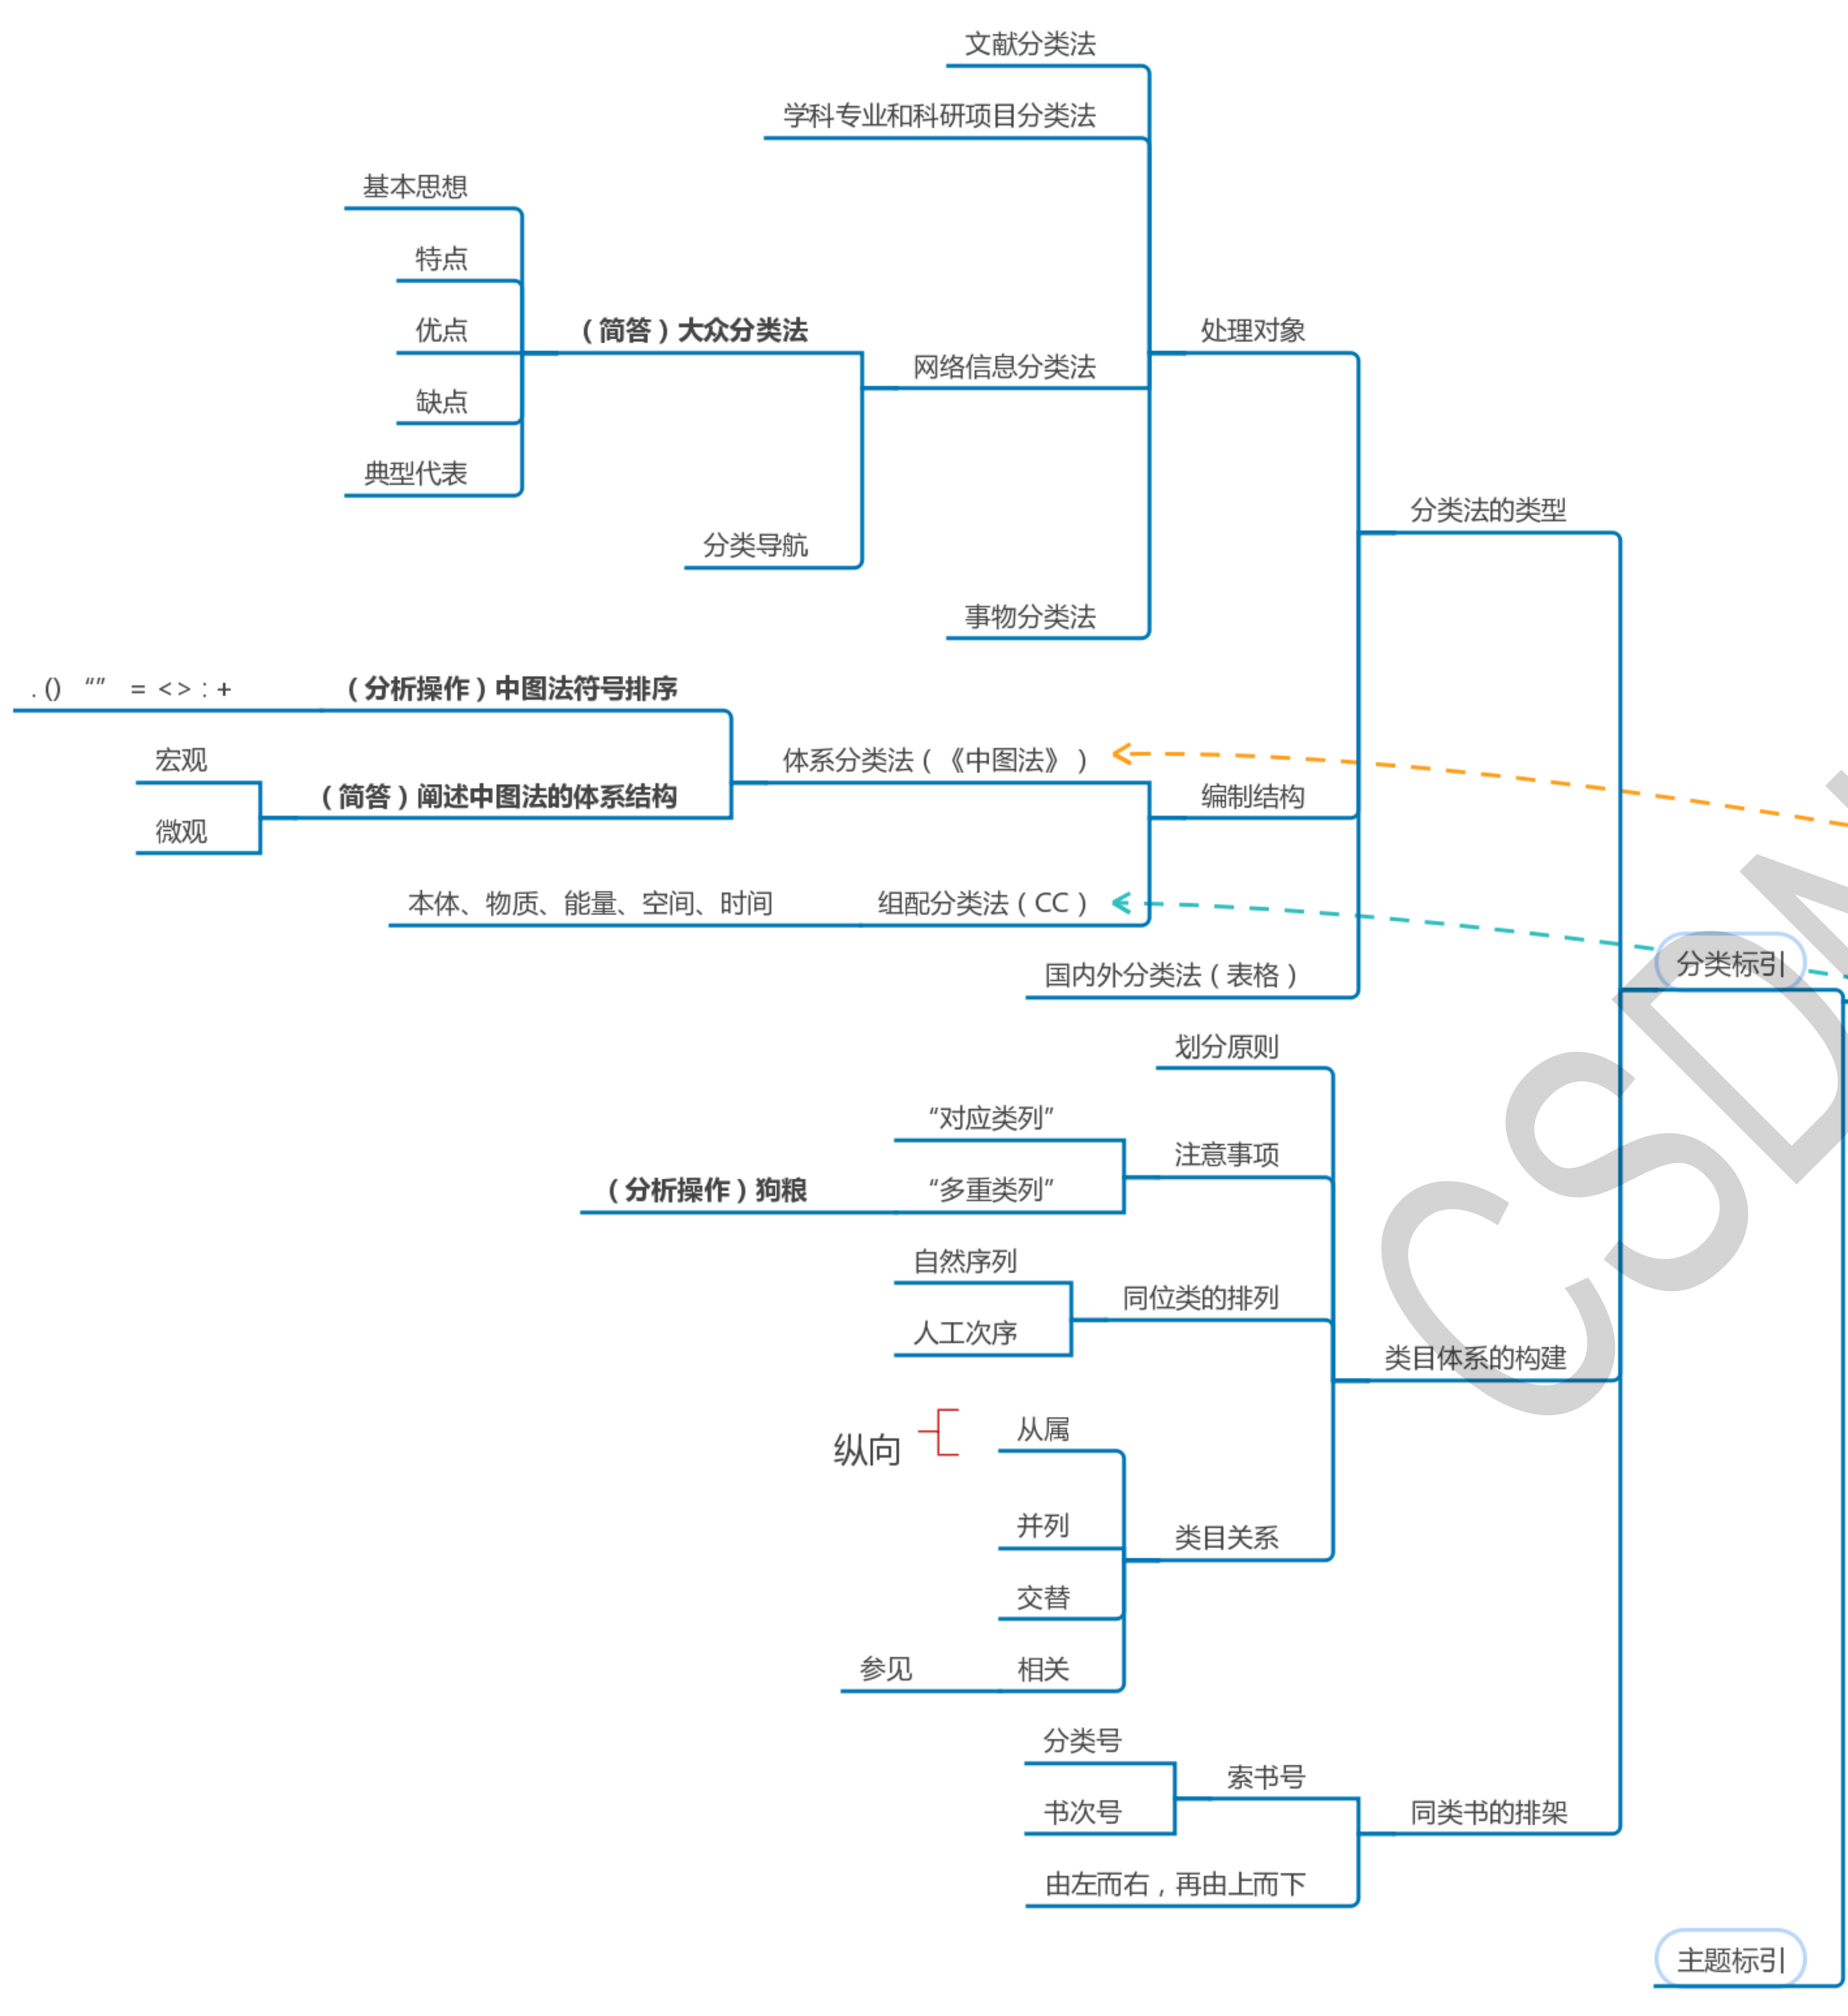 文献分类法
学科专业和科研项目分类法
基本思想
特点
优点
（简答）大众分类法
处理对象
网络信息分类法
缺点
典型代表
分类法的类型
分类导航
事物分类法
. () “” = < > : +
（分析操作）中图法符号排序
宏观
体系分类法（《中图法》）
（简答）阐述中图法的体系结构
编制结构
微观
本体、物质、能量、空间、时间
组配分类法（CC）
分类标引
国内外分类法（表格）
划分原则
“对应类列”
注意事项
（分析操作）狗粮
“多重类列”
自然序列
同位类的排列
人工次序
类目体系的构建
从属
纵向
并列
类目关系
交替
参见
相关
分类号
索书号
书次号
同类书的排架
由左而右，再由上而下
主题标引